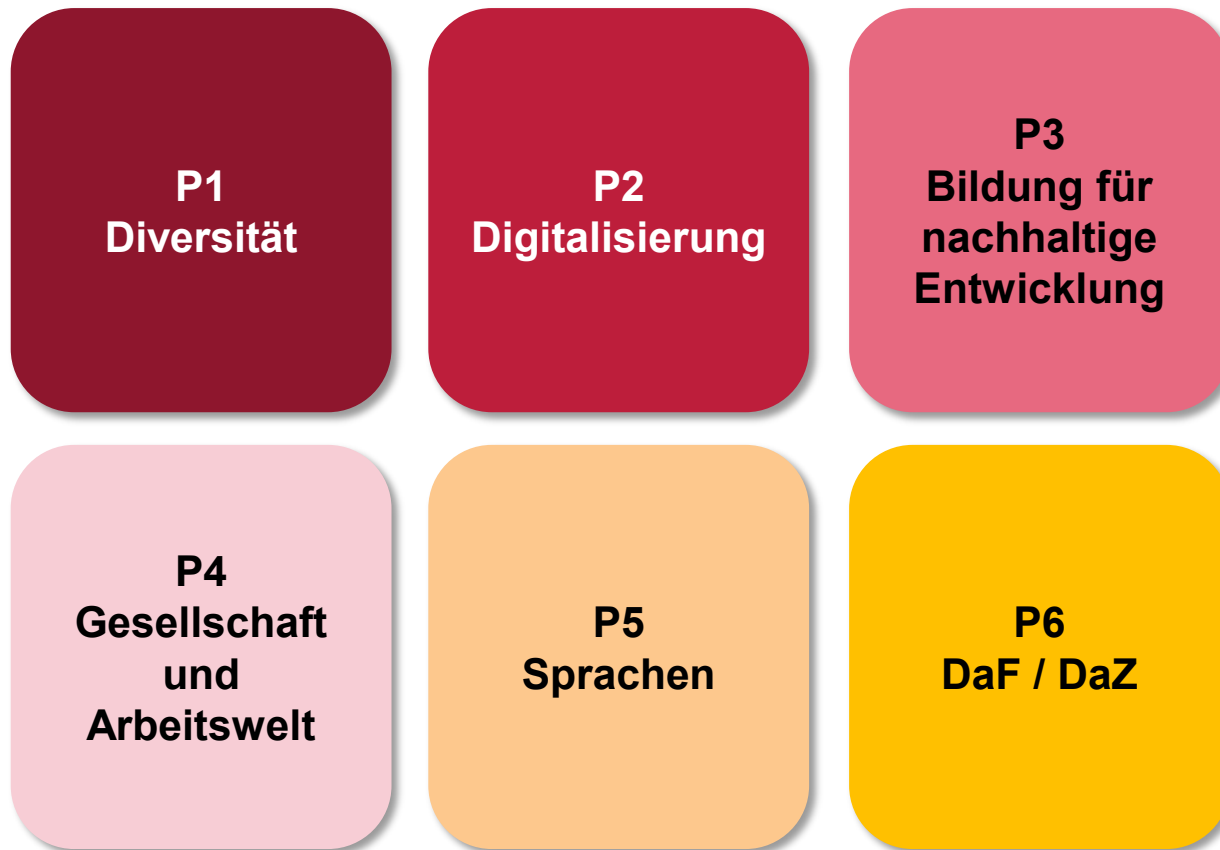 P1
Diversität
P2
Digitalisierung
P3
Bildung für
nachhaltige
Entwicklung
P4
Gesellschaft
und
Arbeitswelt
P5
Sprachen
P6
DaF / DaZ